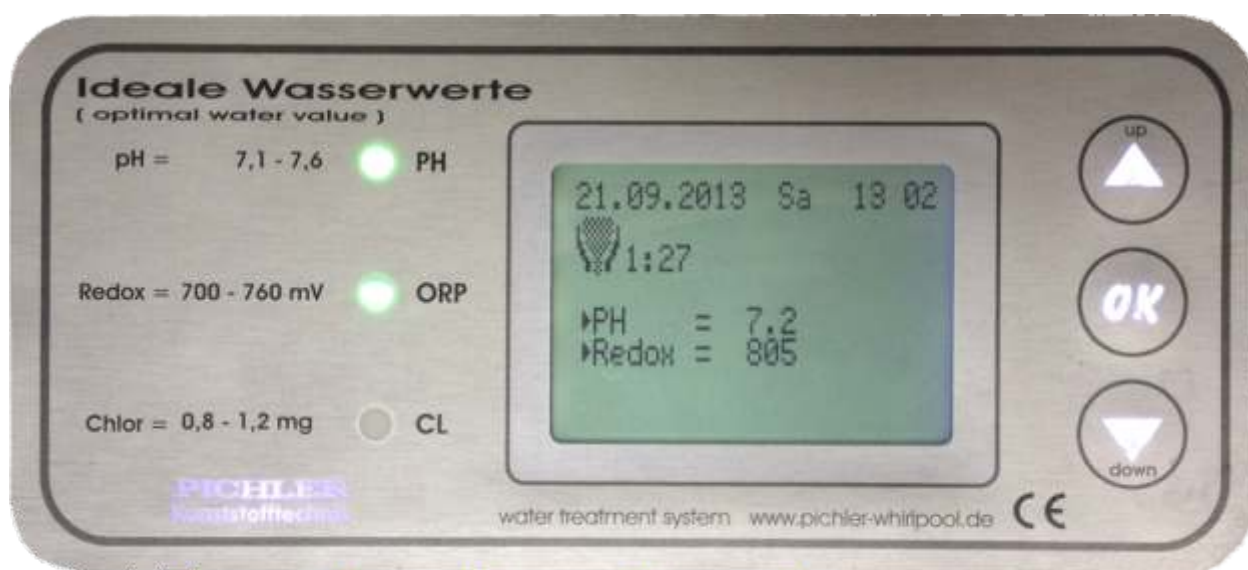 Ideale Wasserwerte
( optimal water value )
pH = 7,1 - 7,6 PH
Redox = 700 - 760 mV ORP
Chlor = 0,8 - 1,2 mg CL
PICHLER
Kunststofftechnik
21.09.2013 Sa 13 02
1:27
PH = 7.2
Redox = 805
water treatment system www.pichler-whirlpool.de CE
up
OK
down